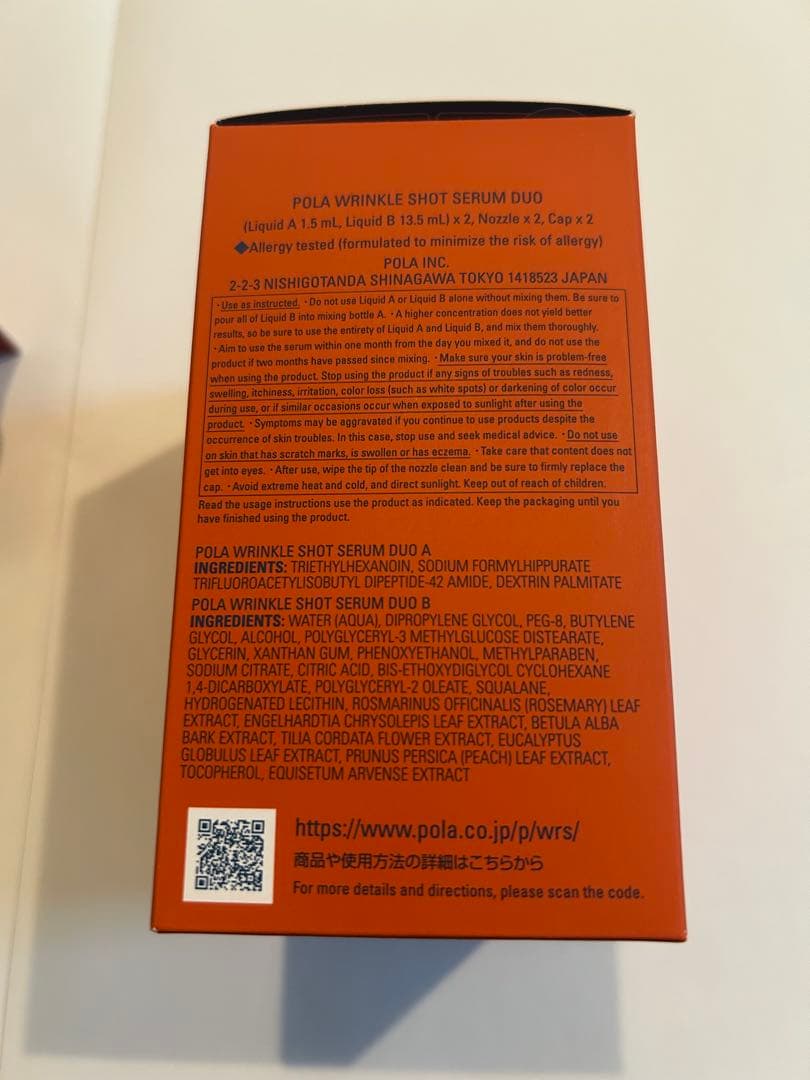 POLA WRINKLE SHOT SERUM DUO
(Liquid A 1.5 mL, Liquid B 13.5 mL) x 2, Nozzle x 2, Cap x 2
◆Allergy tested (formulated to minimize the risk of allergy)
POLA INC.
2-2-3 NISHIGOTANDA SHINAGAWA TOKYO 1418523 JAPAN
・Use as instructed. ・Do not use Liquid A or Liquid B alone without mixing them. Be sure to
pour all of Liquid B into mixing bottle A. ・A higher concentration does not yield better
results, so be sure to use the entirety of Liquid A and Liquid B, and mix them thoroughly.
・Aim to use the serum within one month from the day you mixed it, and do not use the
product if two months have passed since mixing. ・Make sure your skin is problem-free
when using the product. Stop using the product if any signs of troubles such as redness,
swelling, itchiness, irritation, color loss (such as white spots) or darkening of color occur
during use, or if similar occasions occur when exposed to sunlight after using the
product. ・Symptoms may be aggravated if you continue to use products despite the
occurrence of skin troubles. In this case, stop use and seek medical advice. ・Do not use
on skin that has scratch marks, is swollen or has eczema. ・Take care that content does not
get into eyes. ・After use, wipe the tip of the nozzle clean and be sure to firmly replace the
cap. ・Avoid extreme heat and cold, and direct sunlight. Keep out of reach of children.
Read the usage instructions use the product as indicated. Keep the packaging until you
have finished using the product.
POLA WRINKLE SHOT SERUM DUO A
INGREDIENTS: TRIETHYLHEXANOIN, SODIUM FORMYLHIPPURATE
TRIFLUOROACETYLISOBUTYL DIPEPTIDE-42 AMIDE, DEXTRIN PALMITATE
POLA WRINKLE SHOT SERUM DUO B
INGREDIENTS: WATER (AQUA), DIPROPYLENE GLYCOL, PEG-8, BUTYLENE
GLYCOL, ALCOHOL, POLYGLYCERYL-3 METHYLGLUCOSE DISTEARATE,
GLYCERIN, XANTHAN GUM, PHENOXYETHANOL, METHYLPARABEN,
SODIUM CITRATE, CITRIC ACID, BIS-ETHOXYDIGLYCOL CYCLOHEXANE
1,4-DICARBOXYLATE, POLYGLYCERYL-2 OLEATE, SQUALANE,
HYDROGENATED LECITHIN, ROSMARINUS OFFICINALIS (ROSEMARY) LEAF
EXTRACT, ENGELHARDTIA CHRYSOLEPIS LEAF EXTRACT, BETULA ALBA
BARK EXTRACT, TILIA CORDATA FLOWER EXTRACT, EUCALYPTUS
GLOBULUS LEAF EXTRACT, PRUNUS PERSICA (PEACH) LEAF EXTRACT,
TOCOPHEROL, EQUISETUM ARVENSE EXTRACT
https://www.pola.co.jp/p/wrs/
商品や使用方法の詳細はこちらから
For more details and directions, please scan the code.